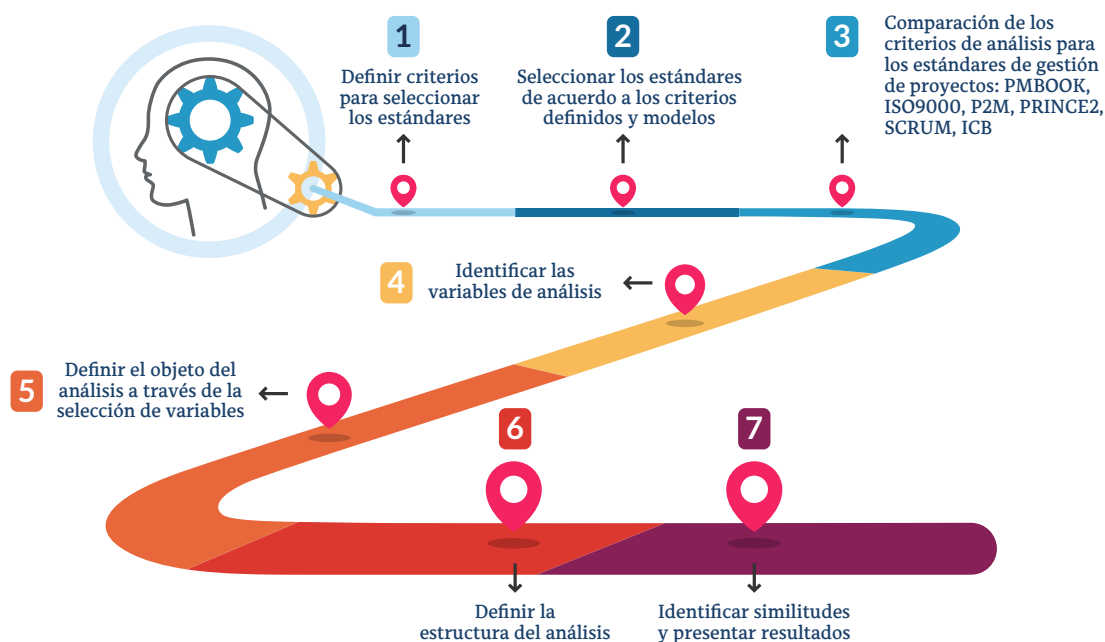 1
Definir criterios
para seleccionar
los estándares
2
Seleccionar los estándares
de acuerdo a los criterios
definidos y modelos
3
Comparación de los
criterios de análisis para
los estándares de gestión
de proyectos: PMBOOK,
ISO9000, P2M, PRINCE2,
SCRUM, ICB
4
Identificar las
variables de análisis
5
Definir el objeto del
análisis a través de la
selección de variables
6
Definir la
estructura del análisis
7
Identificar similitudes
y presentar resultados